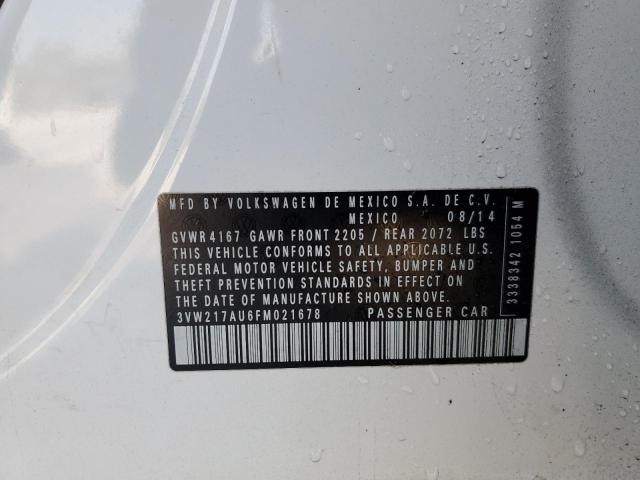 MFD BY VOLKSWAGEN DE MEXICO S.A. DE C.V.
MEXICO 08/14
GVWR 4167 GAWR FRONT 2205 / REAR 2072 LBS
THIS VEHICLE CONFORMS TO ALL APPLICABLE U.S.
FEDERAL MOTOR VEHICLE SAFETY, BUMPER AND
THEFT PREVENTION STANDARDS IN EFFECT ON
THE DATE OF MANUFACTURE SHOWN ABOVE.
3VW217AU6FM021678 PASSENGER CAR
3338342 1054 M